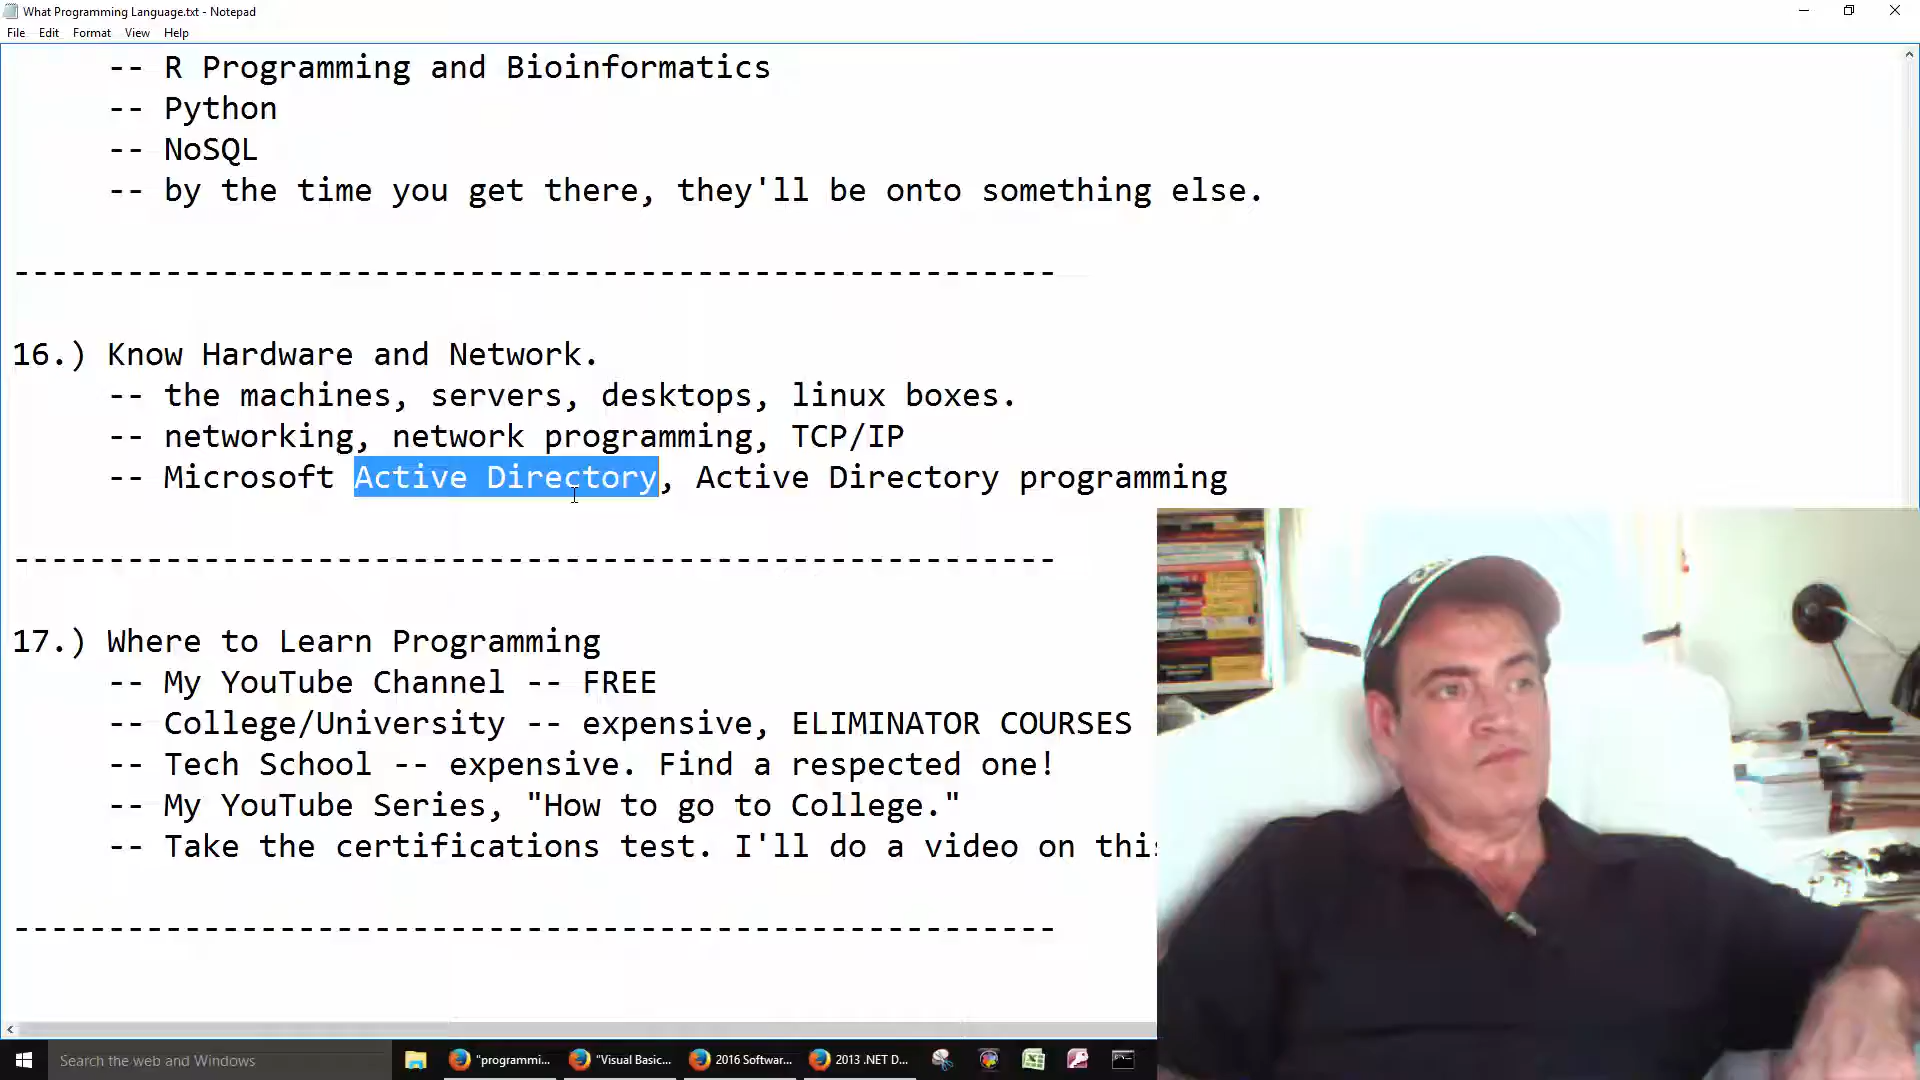 What Programming Language.txt - Notepad
File Edit Format View Help
-- R Programming and Bioinformatics
-- Python
-- NoSQL
-- by the time you get there, they'll be onto something else.
-------------------------------------------------------
16.) Know Hardware and Network.
-- the machines, servers, desktops, linux boxes.
-- networking, network programming, TCP/IP
-- Microsoft Active Directory, Active Directory programming
-------------------------------------------------------
17.) Where to Learn Programming
-- My YouTube Channel -- FREE
-- College/University -- expensive, ELIMINATOR COURSES
-- Tech School -- expensive. Find a respected one!
-- My YouTube Series, "How to go to College."
-- Take the certifications test. I'll do a video on this
-------------------------------------------------------
Search the web and Windows "programmi... "Visual Basic... 2016 Softwar... 2013 .NET D...